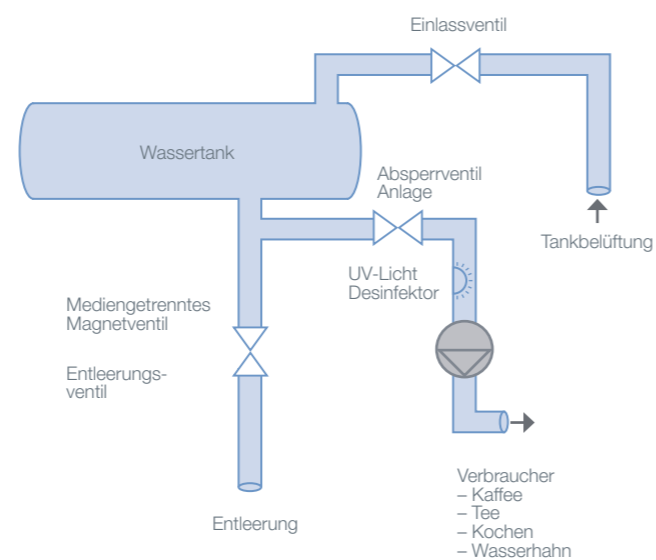 Einlassventil
Wassertank
Absperrventil
Anlage
Tankbelüftung
UV-Licht
Desinfektor
Mediengetrenntes
Magnetventil
Entleerungs-
ventil
Verbraucher
– Kaffee
– Tee
– Kochen
– Wasserhahn
Entleerung